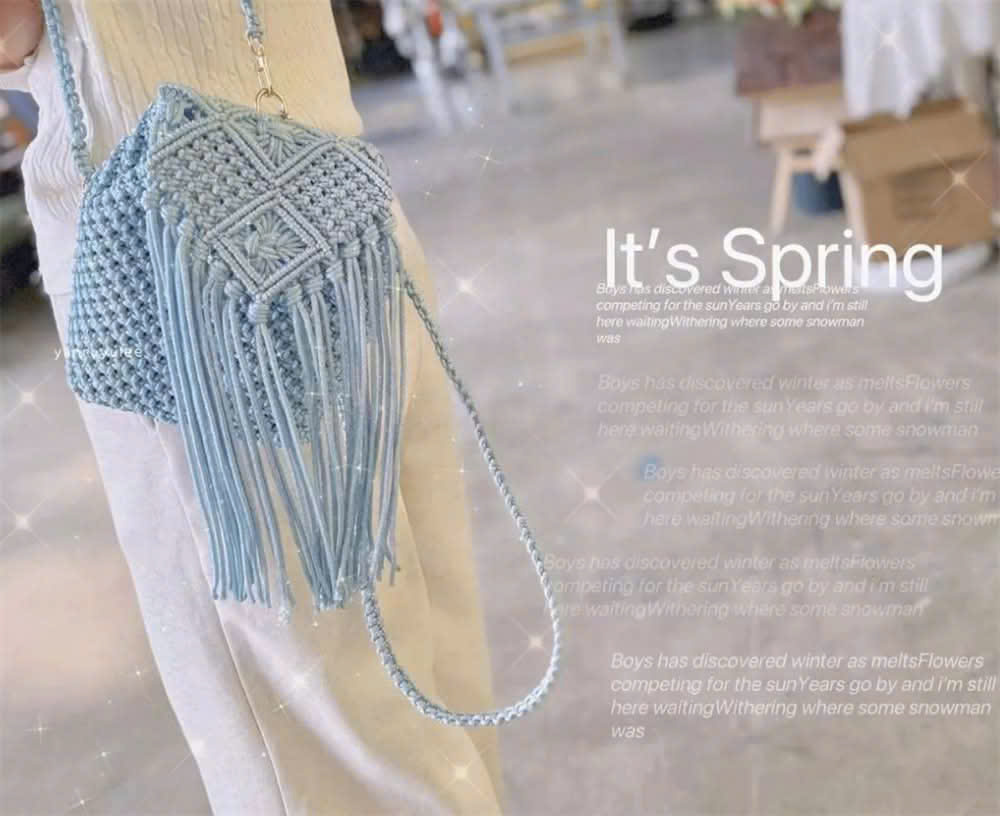 It's Spring
Boys has discovered winter as meltsFlowers
competing for the sunYears go by and i'm still
here waitingWithering where some snowman
was
Boys has discovered winter as meltsFlowers
competing for the sunYears go by and i'm still
here waitingWithering where some snowman
Boys has discovered winter as meltsFlowe
competing for the sunYears go by and i'm
here waitingWithering where some snown
Boys has discovered winter as meltsFlowers
competing for the sunYears go by and i'm still
here waitingWithering where some snowman
Boys has discovered winter as meltsFlowers
competing for the sunYears go by and i'm still
here waitingWithering where some snowman
was